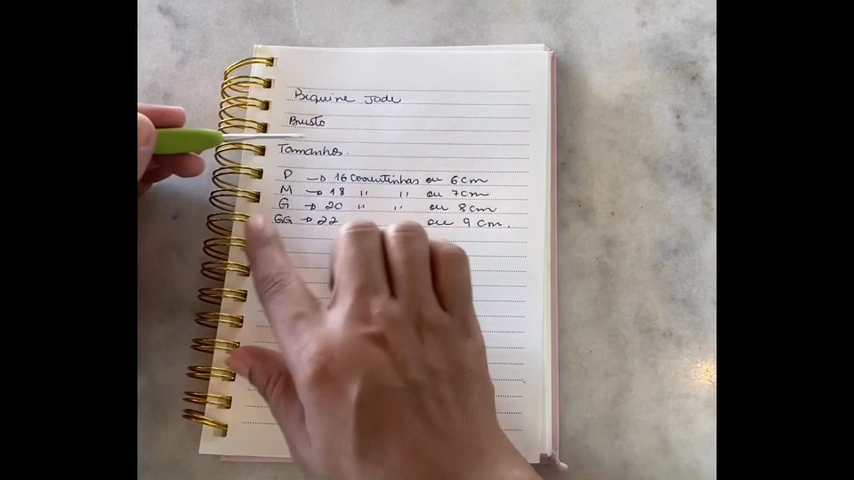 Biquine Jade
Busto
Tamanhos.
P → 16 Correntinhas ou 6cm
M → 18 " " ou 7cm
G → 20 " " ou 8cm
GG → 22 ou 9 cm.